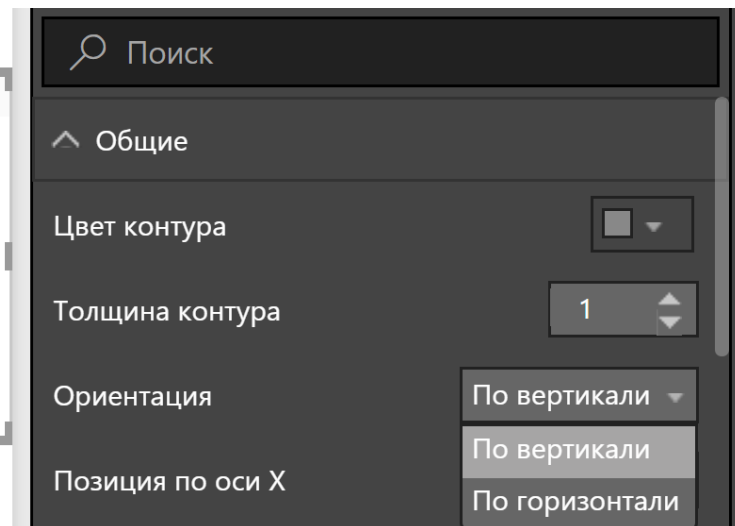 Поиск
Общие
Цвет контура
Толщина контура 1
Ориентация По вертикали
По вертикали
Позиция по оси X
По горизонтали